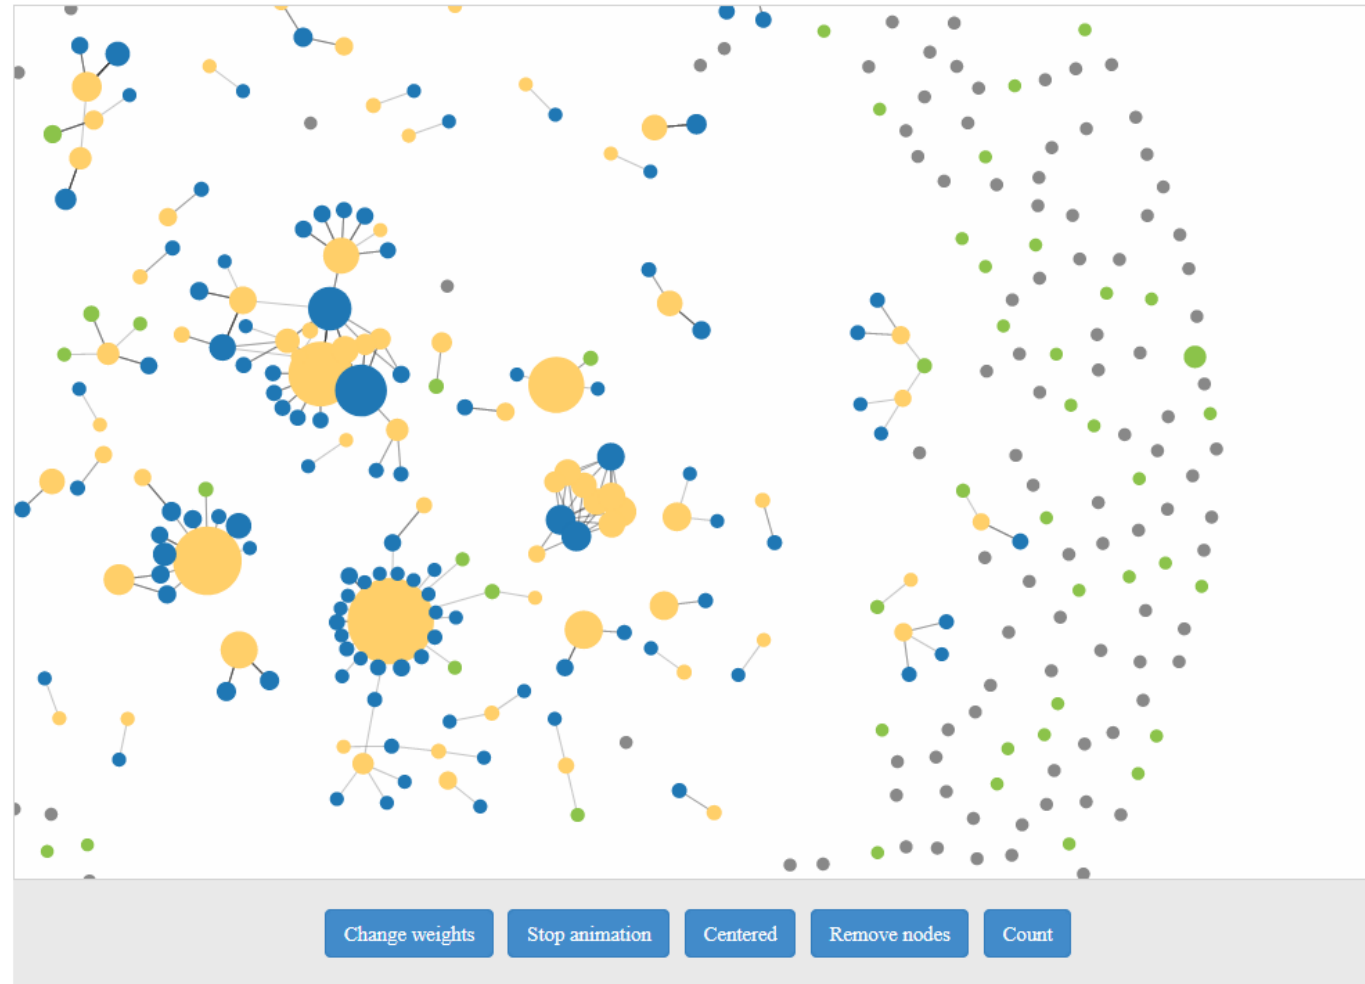 Change weights
Stop animation
Centered
Remove nodes
Count